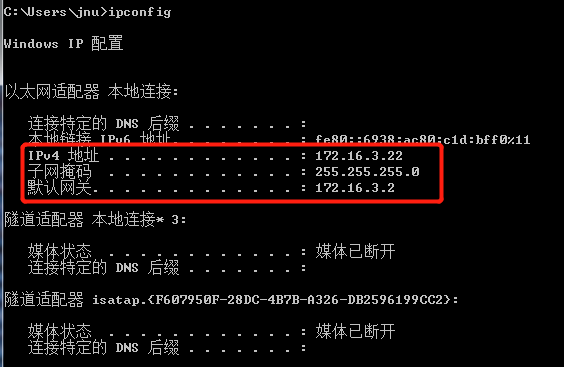 C:\Users\jnu>ipconfig
Windows IP 配置
以太网适配器 本地连接:
连接特定的 DNS 后缀 . . . . . . . :
本地链接 IPv6 地址. . . . . . . . : fe80::6938:ac80:c1d:bff0%11
IPv4 地址 . . . . . . . . . . . . : 172.16.3.22
子网掩码 . . . . . . . . . . . . : 255.255.255.0
默认网关. . . . . . . . . . . . . : 172.16.3.2
隧道适配器 本地连接* 3:
媒体状态 . . . . . . . . . . . . : 媒体已断开
连接特定的 DNS 后缀 . . . . . . . :
隧道适配器 isatap.{F607950F-28DC-4B7B-A326-DB2596199CC2}:
媒体状态 . . . . . . . . . . . . : 媒体已断开
连接特定的 DNS 后缀 . . . . . . . :